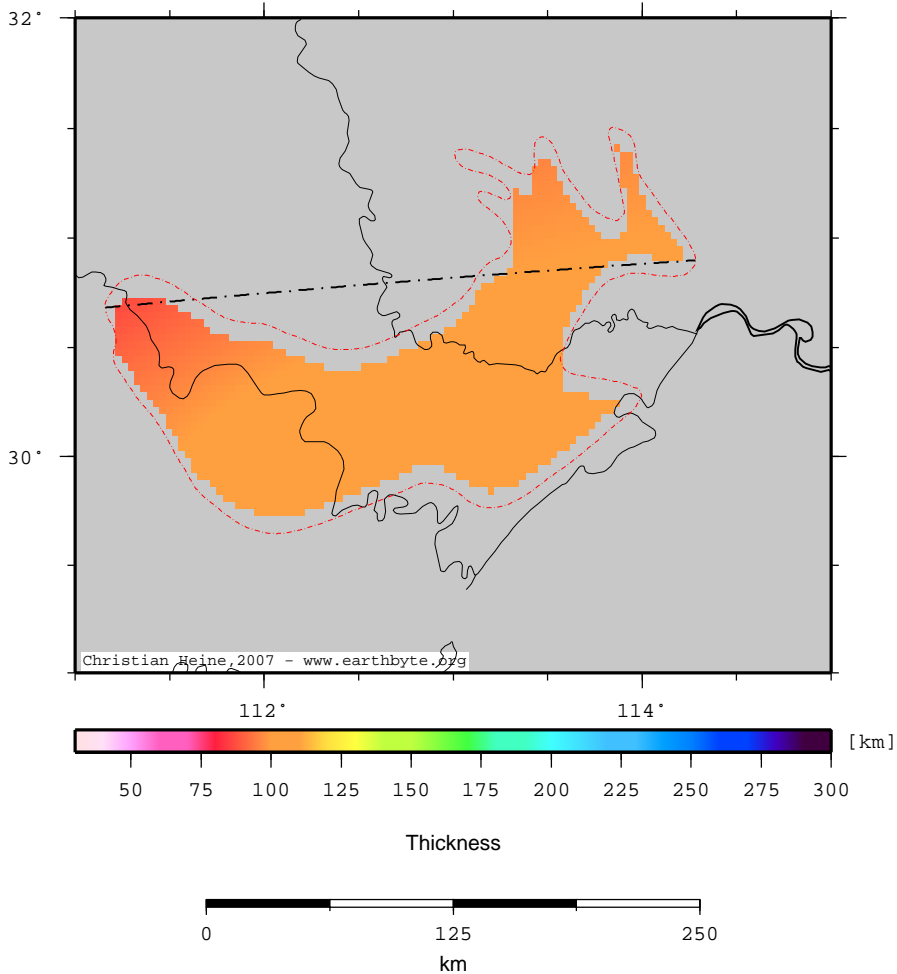 32°
30°
Christian Heine,2007 - www.earthbyte.org
112° 114°
[km]
50 75 100 125 150 175 200 225 250 275 300
Thickness
0 125 250
km